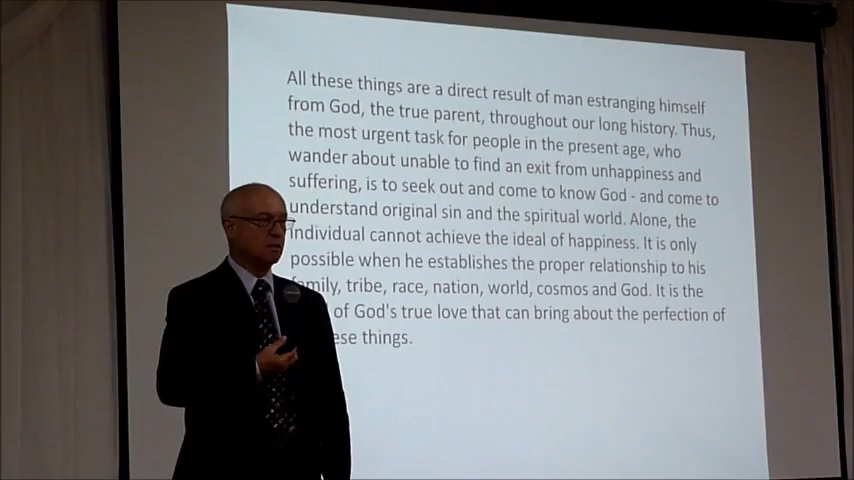 All these things are a direct result of man estranging himself
from God, the true parent, throughout our long history. Thus,
the most urgent task for people in the present age, who
wander about unable to find an exit from unhappiness and
suffering, is to seek out and come to know God - and come to
understand original sin and the spiritual world. Alone, the
individual cannot achieve the ideal of happiness. It is only
possible when he establishes the proper relationship to his
family, tribe, race, nation, world, cosmos and God. It is the
of God's true love that can bring about the perfection of
these things.